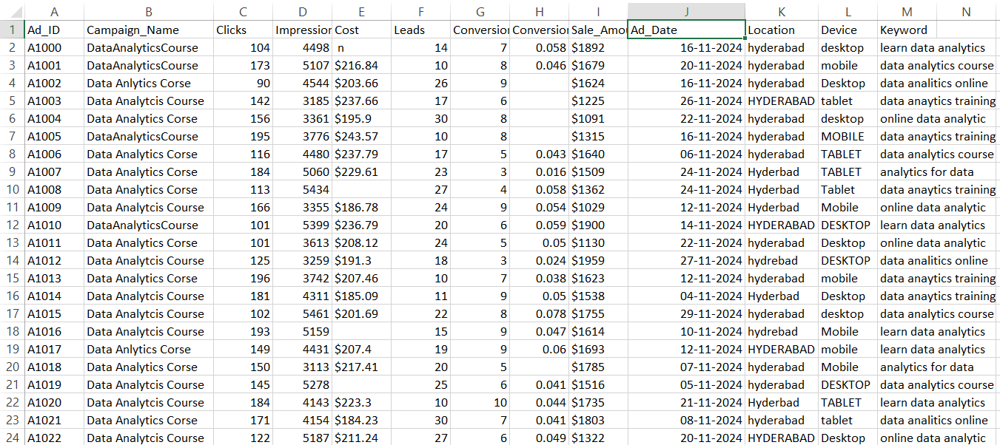 A B C D E F G H I J K L M N
1 Ad_ID Campaign_Name Clicks Impression Cost Leads Conversion Conversion Sale_Amou Ad_Date Location Device Keyword
2 A1000 DataAnalyticsCourse 104 4498 n 14 7 0.058 $1892 16-11-2024 hyderabad desktop learn data analytics
3 A1001 DataAnalyticsCourse 173 5107 $216.84 10 8 0.046 $1679 20-11-2024 hyderabad mobile data analytics course
4 A1002 Data Anlytics Corse 90 4544 $203.66 26 9 $1624 16-11-2024 hyderabad Desktop data analitics online
5 A1003 Data Analytcis Course 142 3185 $237.66 17 6 $1225 26-11-2024 HYDERABAD tablet data anaytics training
6 A1004 Data Analytics Corse 156 3361 $195.9 30 8 $1091 22-11-2024 hyderabad desktop online data analytic
7 A1005 DataAnalyticsCourse 195 3776 $243.57 10 8 $1315 16-11-2024 hyderabad MOBILE data anaytics training
8 A1006 Data Analytics Corse 116 4480 $237.79 17 5 0.043 $1640 06-11-2024 hyderabad TABLET data analytics course
9 A1007 Data Analytics Corse 184 5060 $229.61 23 3 0.016 $1509 24-11-2024 Hyderbad TABLET analytics for data
10 A1008 Data Analytics Corse 113 5434 27 4 0.058 $1362 24-11-2024 Hyderbad Tablet data anaytics training
11 A1009 Data Analytcis Course 166 3355 $186.78 24 9 0.054 $1029 12-11-2024 Hyderbad Mobile online data analytic
12 A1010 DataAnalyticsCourse 101 5399 $236.79 20 6 0.059 $1900 14-11-2024 HYDERABAD DESKTOP learn data analytics
13 A1011 Data Analytics Corse 101 3613 $208.12 24 5 0.05 $1130 22-11-2024 hyderabad Desktop online data analytic
14 A1012 Data Analytcis Course 125 3259 $191.3 18 3 0.024 $1959 27-11-2024 hydrebad DESKTOP data analitics online
15 A1013 Data Analytics Corse 196 3742 $207.46 10 7 0.038 $1623 12-11-2024 hyderabad mobile data anaytics training
16 A1014 Data Analytcis Course 181 4311 $185.09 11 9 0.05 $1538 04-11-2024 Hyderbad Desktop data anaytics training
17 A1015 Data Analytcis Course 102 5461 $201.69 22 8 0.078 $1755 29-11-2024 hyderabad desktop data analytics course
18 A1016 Data Analytcis Course 193 5159 15 9 0.047 $1614 10-11-2024 hydrebad Mobile learn data analytics
19 A1017 Data Anlytics Corse 149 4431 $207.4 19 9 0.06 $1693 12-11-2024 HYDERABAD mobile learn data analytics
20 A1018 Data Analytics Corse 150 3113 $217.41 20 5 $1785 07-11-2024 hyderabad Mobile analytics for data
21 A1019 Data Analytcis Course 145 5278 25 6 0.041 $1516 05-11-2024 hyderabad DESKTOP data analytics course
22 A1020 Data Analytcis Course 184 4143 $223.3 10 10 0.044 $1735 21-11-2024 Hyderbad TABLET learn data analytics
23 A1021 Data Analytics Corse 171 4154 $184.23 30 7 0.041 $1803 08-11-2024 hyderabad tablet data analitics online
24 A1022 Data Analytcis Course 122 5187 $211.24 27 6 0.049 $1322 20-11-2024 HYDERABAD Desktop online data analytic